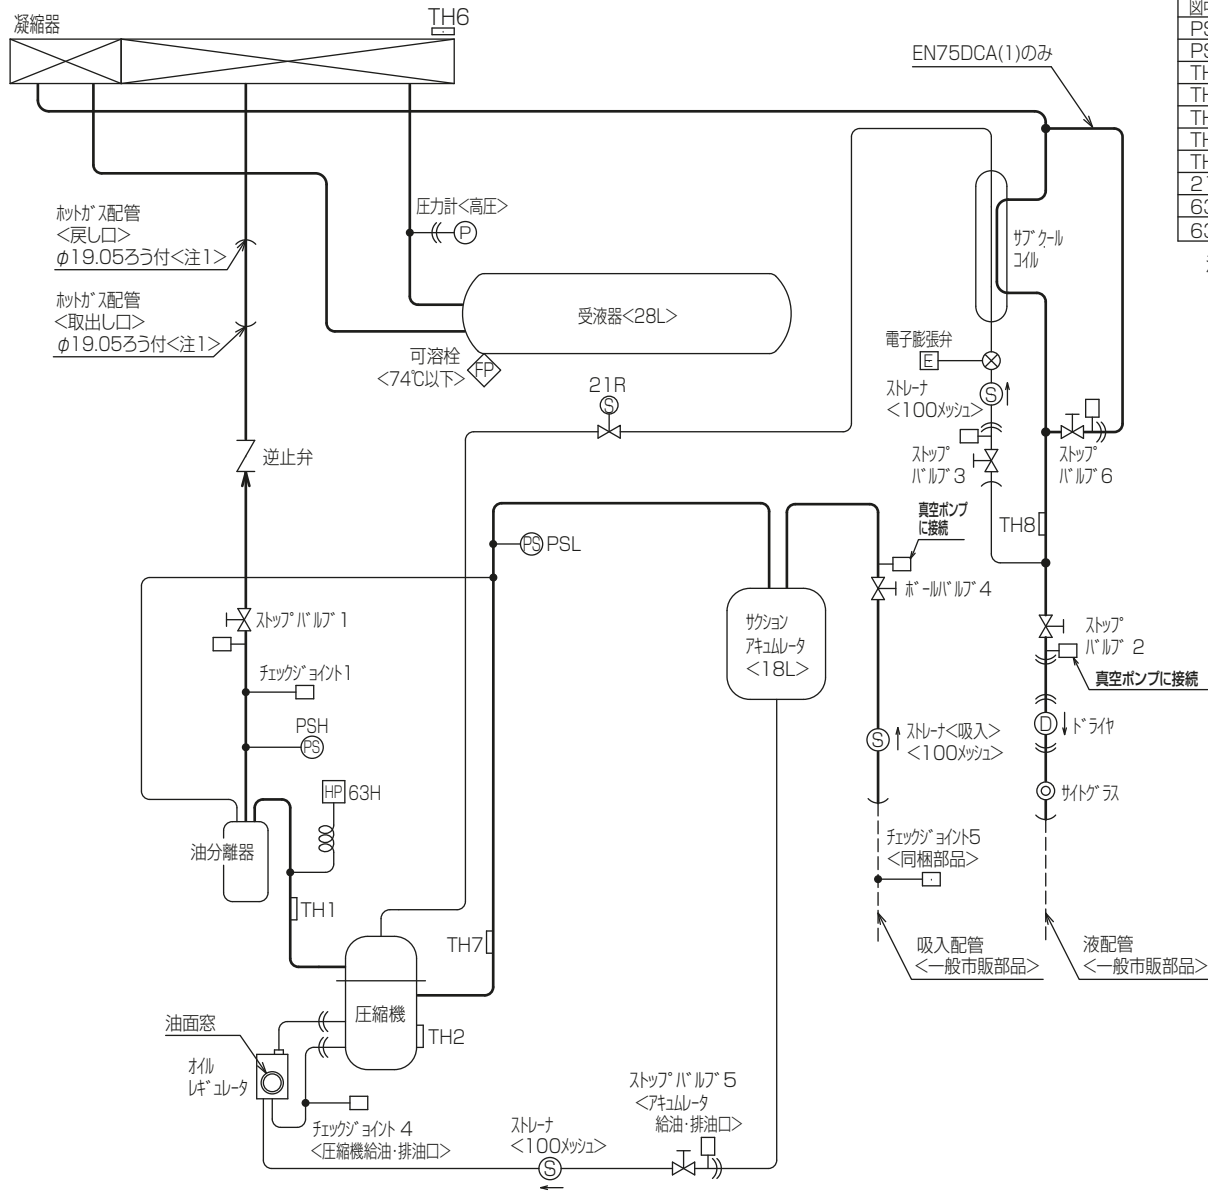 凝縮器
TH6
図中
PS
PS
TH
TH
TH
TH
TH
2
63
63
EN75DCA(1)のみ
ホットガス配管
<戻し口>
φ19.05ろう付<注1>
ホットガス配管
<取出し口>
φ19.05ろう付<注1>
圧力計<高圧>
P
受液器<28L>
可溶栓
<74℃以下>
FP
サブクール
コイル
電子膨張弁
E
ストレーナ
<100メッシュ>
S
21R
S
ストップ
バルブ3
ストップ
バルブ6
逆止弁
TH8
真空ポンプ
に接続
PS PSL
ボールバルブ4
ストップバルブ1
サクション
アキュムレータ
<18L>
ストップ
バルブ 2
真空ポンプに接続
チェックジョイント1
PSH
PS
S
ストレーナ<吸入>
<100メッシュ>
D
ドライヤ
HP 63H
サイトグラス
油分離器
チェックジョイント5
<同梱部品>
TH1
TH7
吸入配管
<一般市販部品>
液配管
<一般市販部品>
圧縮機
油面窓
TH2
オイル
レギュレータ
チェックジョイント 4
<圧縮機給油・排油口>
ストレーナ
<100メッシュ>
S
ストップバルブ5
<アキュムレータ
給油・排油口>